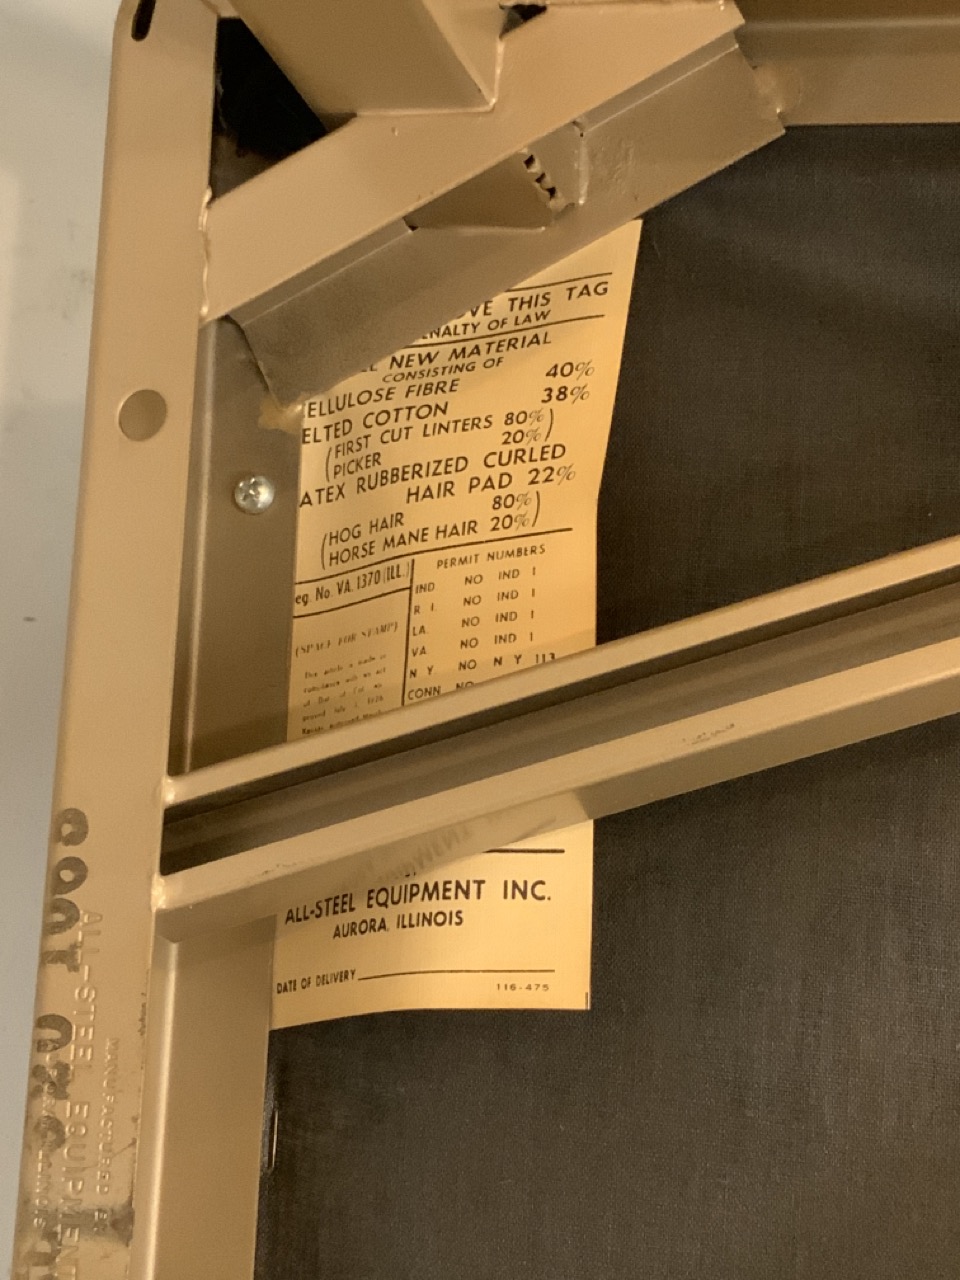 VE THIS TAG
NALTY OF LAW
NEW MATERIAL
CONSISTING OF
ELLULOSE FIBRE 40%
ELTED COTTON 38%
(FIRST CUT LINTERS 80%
PICKER 20%)
ATEX RUBBERIZED CURLED
HAIR PAD 22%
(HOG HAIR 80%
HORSE MANE HAIR 20%)
eg. No. VA. 1370 (ILL.)
PERMIT NUMBERS
IND NO IND 1
R. I. NO IND 1
LA. NO IND 1
VA. NO IND 1
N Y NO N Y 113
CONN NO
(SPACE FOR STAMP)
ALL-STEEL EQUIPMENT INC.
AURORA, ILLINOIS
DATE OF DELIVERY
116-475
MANUFACTURED BY
ALL-STEEL EQUIPMENT